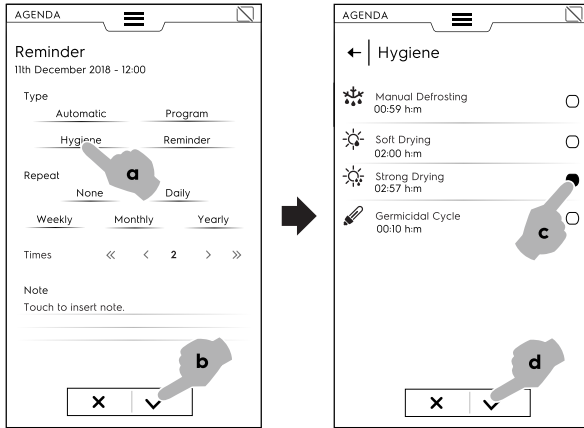 AGENDA
Reminder
11th December 2018 - 12:00
Type
Automatic Program
Hygiene Reminder
a
Repeat
None Daily
Weekly Monthly Yearly
Times << < 2 > >>
Note
Touch to insert note.
b
AGENDA
Hygiene
Manual Defrosting
00:59 h:m
Soft Drying
02:00 h:m
Strong Drying
02:57 h:m
Germicidal Cycle
00:10 h:m
c
d